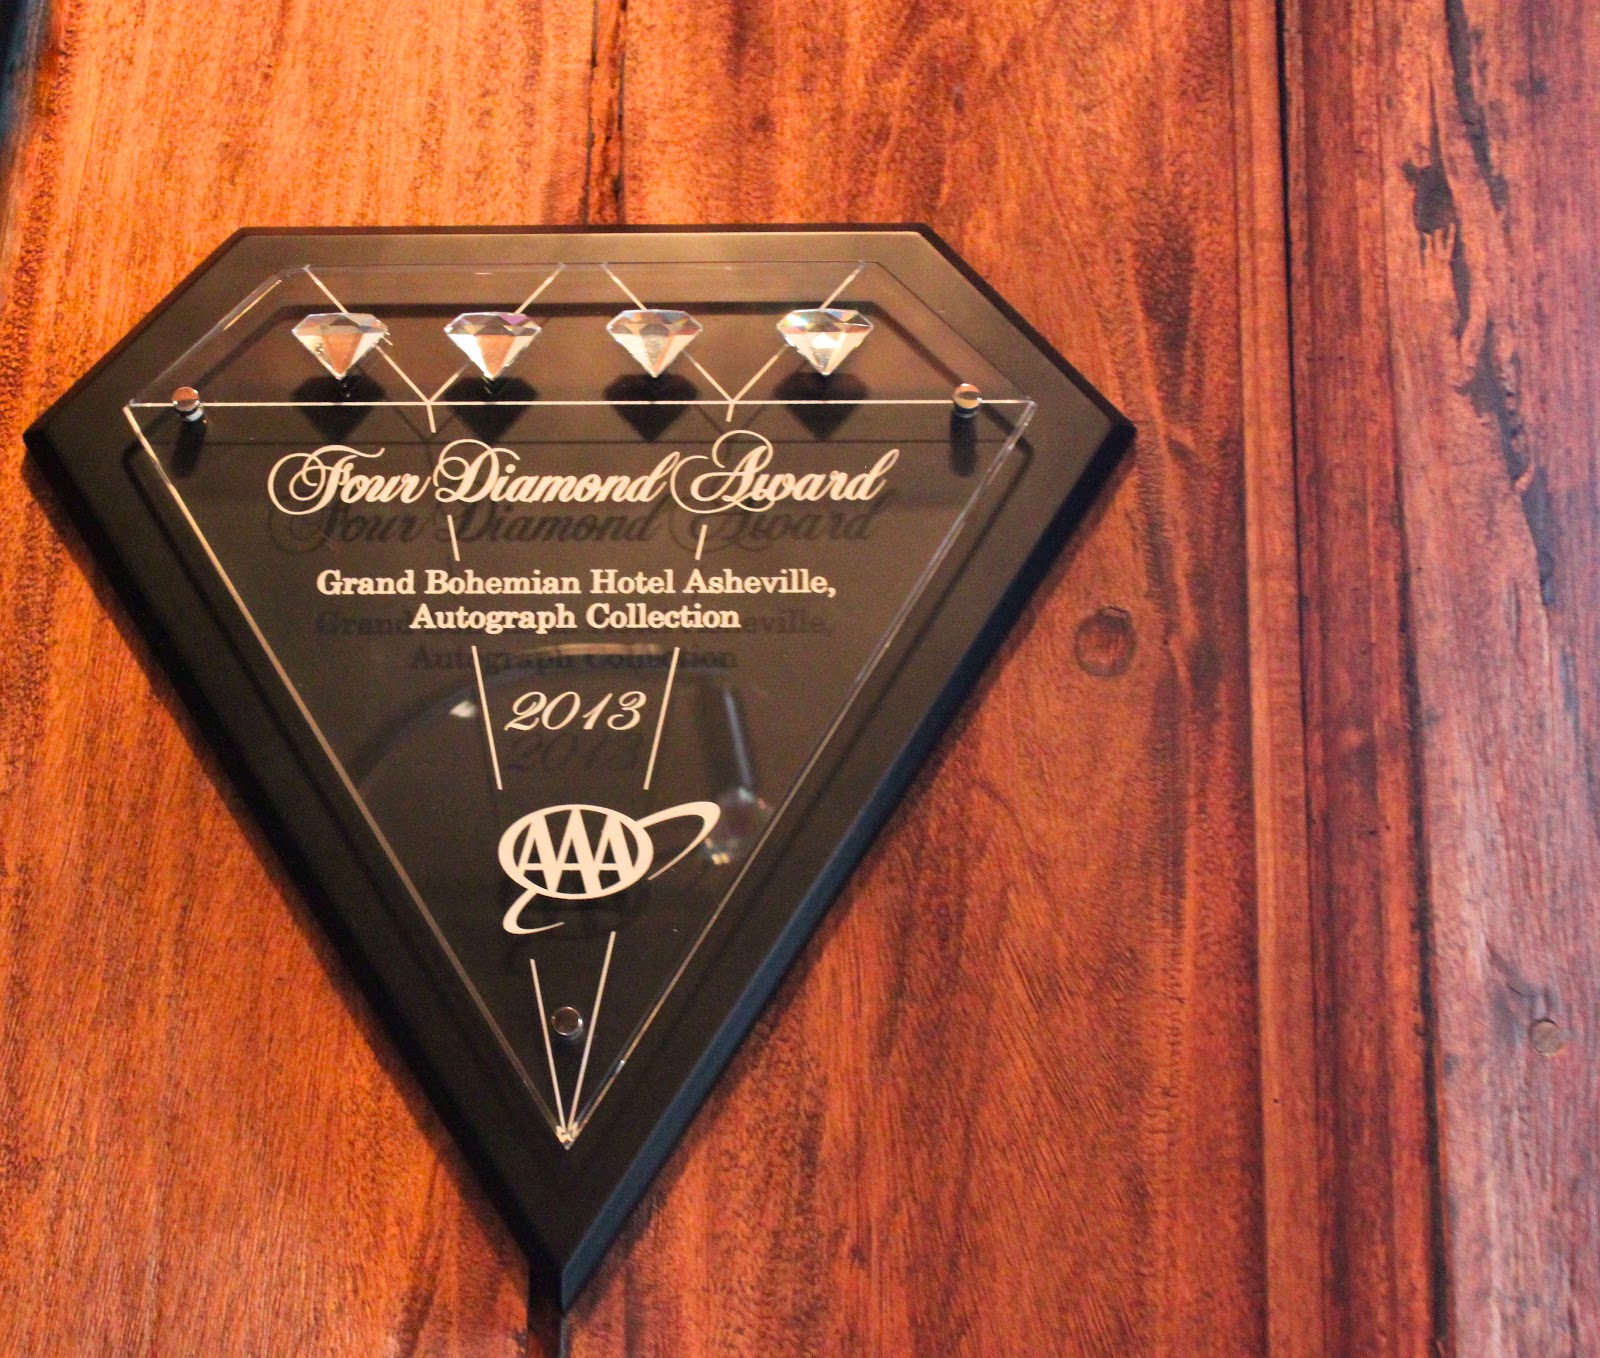 Four Diamond Award
Grand Bohemian Hotel Asheville,
Autograph Collection
2013
AAA